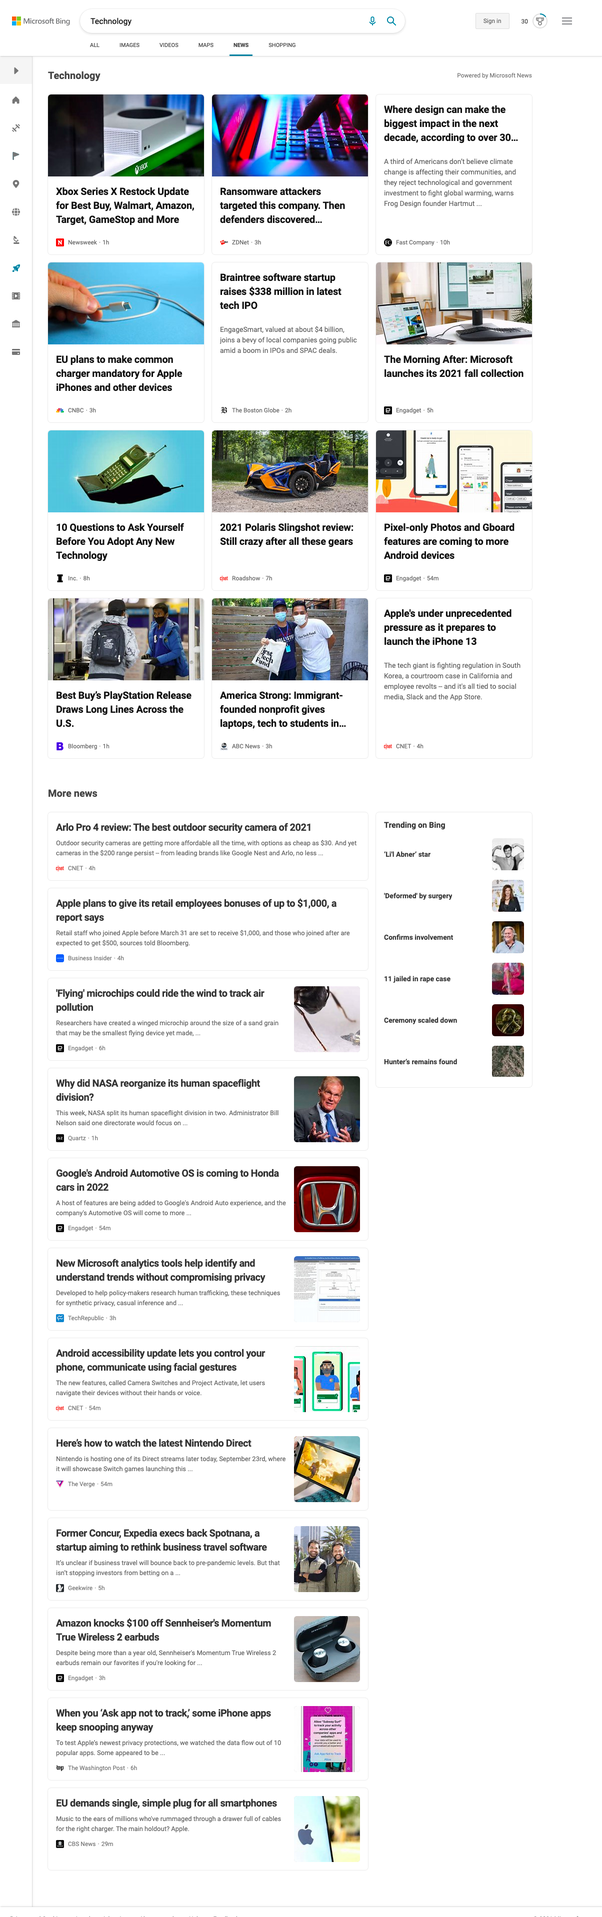 Microsoft Bing
Technology
Sign in
30
ALL
IMAGES
VIDEOS
MAPS
NEWS
SHOPPING
Technology
Powered by Microsoft News
Xbox Series X Restock Update
for Best Buy, Walmart, Amazon,
Target, GameStop and More
Newsweek · 1h
Ransomware attackers
targeted this company. Then
defenders discovered...
ZDNet · 3h
Where design can make the
biggest impact in the next
decade, according to over 30...
A third of Americans don't believe climate
change is affecting their communities, and
they reject technological and government
investment to fight global warming, warns
Frog Design founder Hartmut ...
Fast Company · 10h
EU plans to make common
charger mandatory for Apple
iPhones and other devices
CNBC · 3h
Braintree software startup
raises $338 million in latest
tech IPO
EngageSmart, valued at about $4 billion,
joins a bevy of local companies going public
amid a boom in IPOs and SPAC deals.
The Boston Globe · 2h
The Morning After: Microsoft
launches its 2021 fall collection
Engadget · 5h
10 Questions to Ask Yourself
Before You Adopt Any New
Technology
Inc. · 8h
2021 Polaris Slingshot review:
Still crazy after all these gears
Roadshow · 7h
Pixel-only Photos and Gboard
features are coming to more
Android devices
Engadget · 54m
Best Buy's PlayStation Release
Draws Long Lines Across the
U.S.
Bloomberg · 1h
America Strong: Immigrant-
founded nonprofit gives
laptops, tech to students in...
ABC News · 3h
Apple's under unprecedented
pressure as it prepares to
launch the iPhone 13
The tech giant is fighting regulation in South
Korea, a courtroom case in California and
employee revolts – and it's all tied to social
media, Slack and the App Store.
CNET · 4h
More news
Arlo Pro 4 review: The best outdoor security camera of 2021
Outdoor security cameras are getting more affordable all the time, with options as cheap as $30. And yet
cameras in the $200 range persist – from leading brands like Google Nest and Arlo, no less ...
CNET · 4h
Apple plans to give its retail employees bonuses of up to $1,000, a
report says
Retail staff who joined Apple before March 31 are set to receive $1,000, and those who joined after are
expected to get $500, sources told Bloomberg.
Business Insider · 4h
'Flying' microchips could ride the wind to track air
pollution
Researchers have created a winged microchip around the size of a sand grain
that may be the smallest flying device yet made, ...
Engadget · 6h
Why did NASA reorganize its human spaceflight
division?
This week, NASA split its human spaceflight division in two. Administrator Bill
Nelson said one directorate would focus on ...
Quartz · 1h
Google's Android Automotive OS is coming to Honda
cars in 2022
A host of features are being added to Google's Android Auto experience, and the
company's Automotive OS will come to more ...
Engadget · 54m
New Microsoft analytics tools help identify and
understand trends without compromising privacy
Developed to help policy-makers research human trafficking, these techniques
for synthetic privacy, casual inference and ...
TechRepublic · 3h
Android accessibility update lets you control your
phone, communicate using facial gestures
The new features, called Camera Switches and Project Activate, let users
navigate their devices without their hands or voice.
CNET · 54m
Here's how to watch the latest Nintendo Direct
Nintendo is hosting one of its Direct streams later today, September 23rd, where
it will showcase Switch games launching this ...
The Verge · 54m
Former Concur, Expedia execs back Spotnana, a
startup aiming to rethink business travel software
It's unclear if business travel will bounce back to pre-pandemic levels. But that
isn't stopping investors from betting on a ...
Geekwire · 5h
Amazon knocks $100 off Sennheiser's Momentum
True Wireless 2 earbuds
Despite being more than a year old, Sennheiser's Momentum True Wireless 2
earbuds remain our favorites if you're looking for ...
Engadget · 3h
When you 'Ask app not to track,' some iPhone apps
keep snooping anyway
To test Apple's newest privacy protections, we watched the data flow out of 10
popular apps. Some appeared to be ...
The Washington Post · 6h
EU demands single, simple plug for all smartphones
Music to the ears of millions who've rummaged through a drawer full of cables
for the right charger. The main holdout? Apple.
CBS News · 29m
Trending on Bing
'Li'l Abner' star
'Deformed' by surgery
Confirms involvement
11 jailed in rape case
Ceremony scaled down
Hunter's remains found